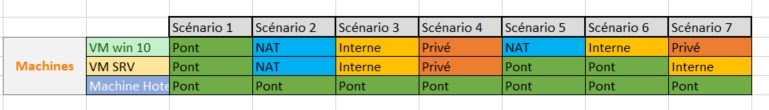 Scénario 1 Scénario 2 Scénario 3 Scénario 4 Scénario 5 Scénario 6 Scénario 7
VM win 10 Pont NAT Interne Privé NAT Interne Privé
Machines VM SRV Pont NAT Interne Privé Pont Pont Interne
Machine Hote Pont Pont Pont Pont Pont Pont Pont